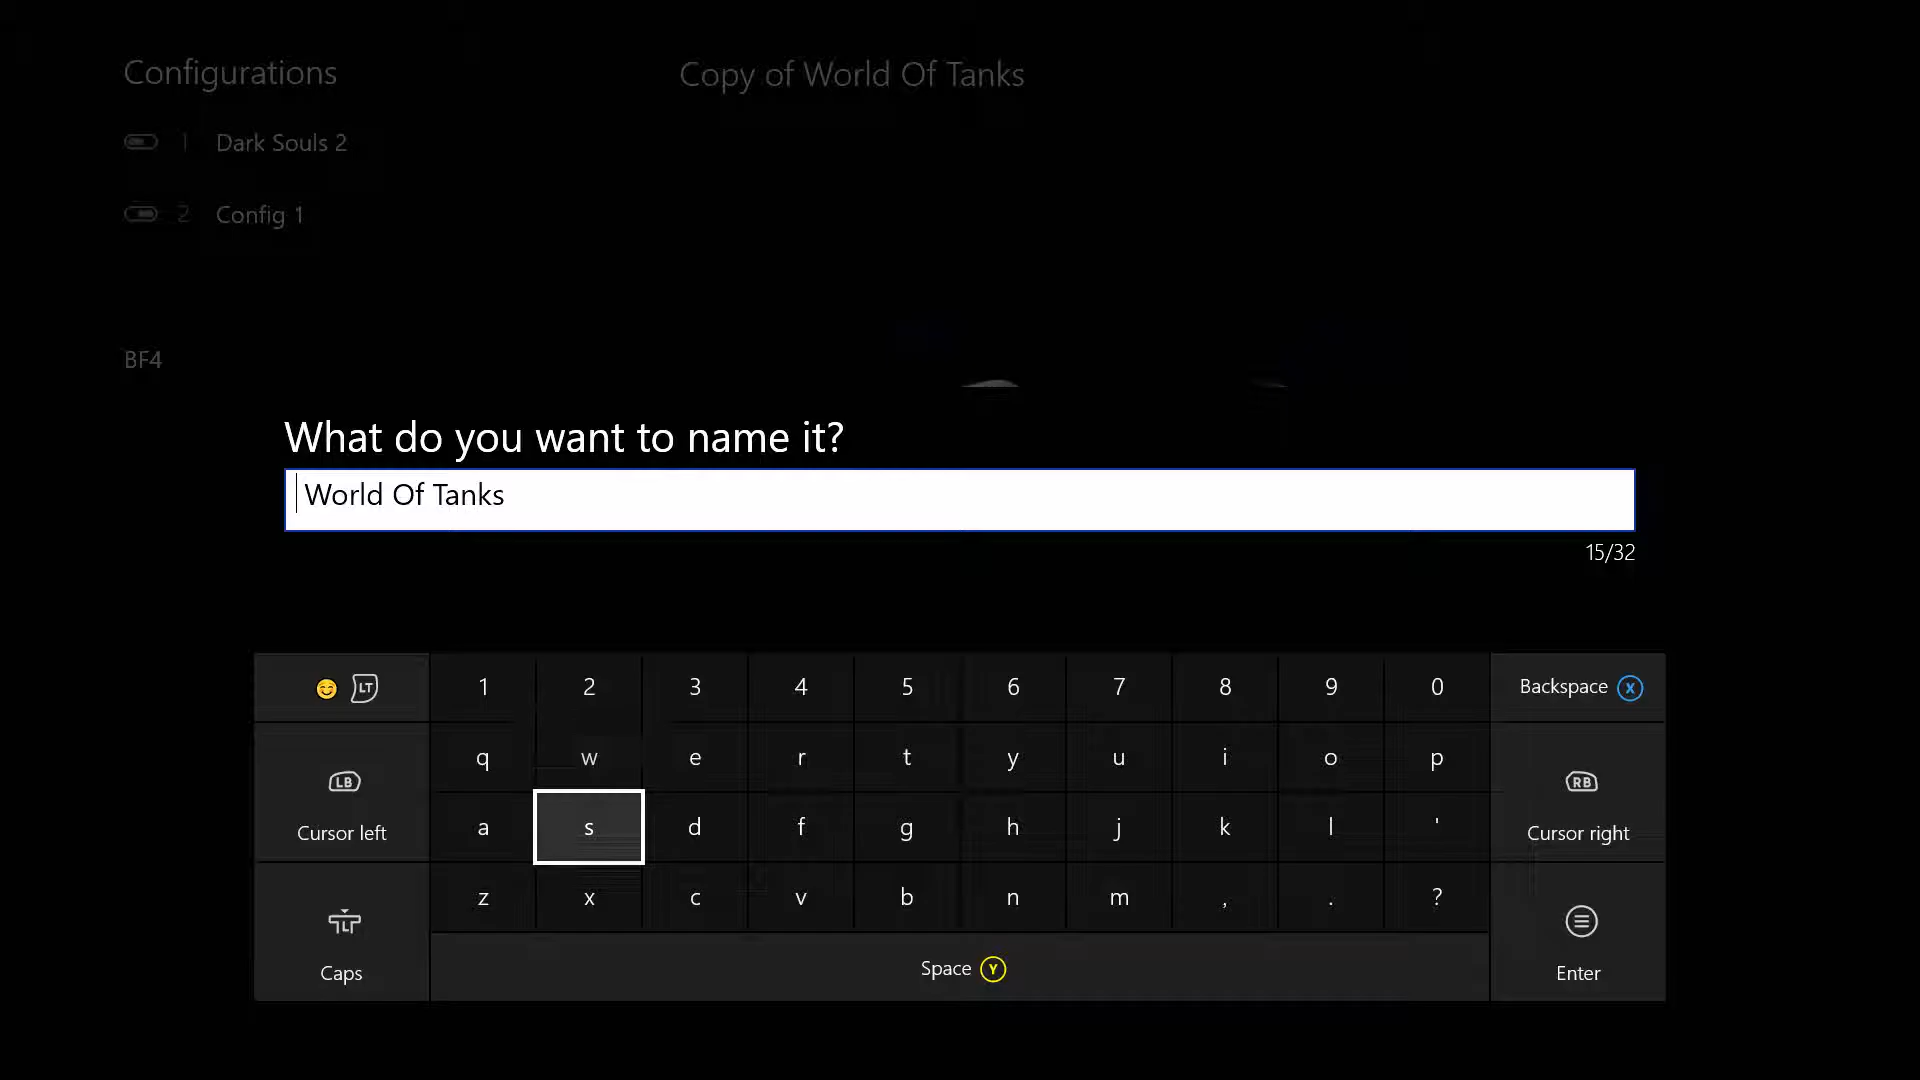 Configurations
Copy of World Of Tanks
1 Dark Souls 2
2 Config 1
BF4
What do you want to name it?
World Of Tanks
15/32
LT 1 2 3 4 5 6 7 8 9 0 Backspace X
q w e r t y u i o p
LB RB
Cursor left a s d f g h j k l ' Cursor right
z x c v b n m , . ?
LT
Caps Space Y Enter